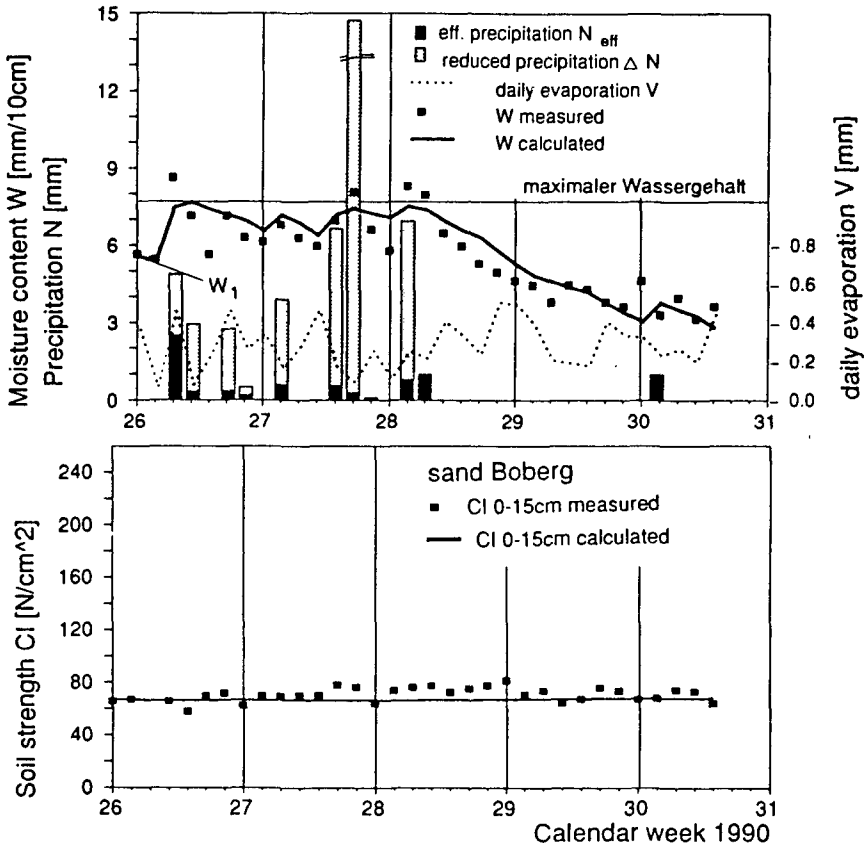 15
12
9
6
3
0
Moisture content W [mm/10cm]
Precipitation N [mm]
eff. precipitation N eff
reduced precipitation △ N
daily evaporation V
W measured
W calculated
maximaler Wassergehalt
W1
0.8
0.6
0.4
0.2
0.0
daily evaporation V [mm]
26 27 28 29 30 31
240
200
160
120
80
60
0
Soil strength CI [N/cm^2]
sand Boberg
CI 0-15cm measured
CI 0-15cm calculated
26 27 28 29 30 31
Calendar week 1990